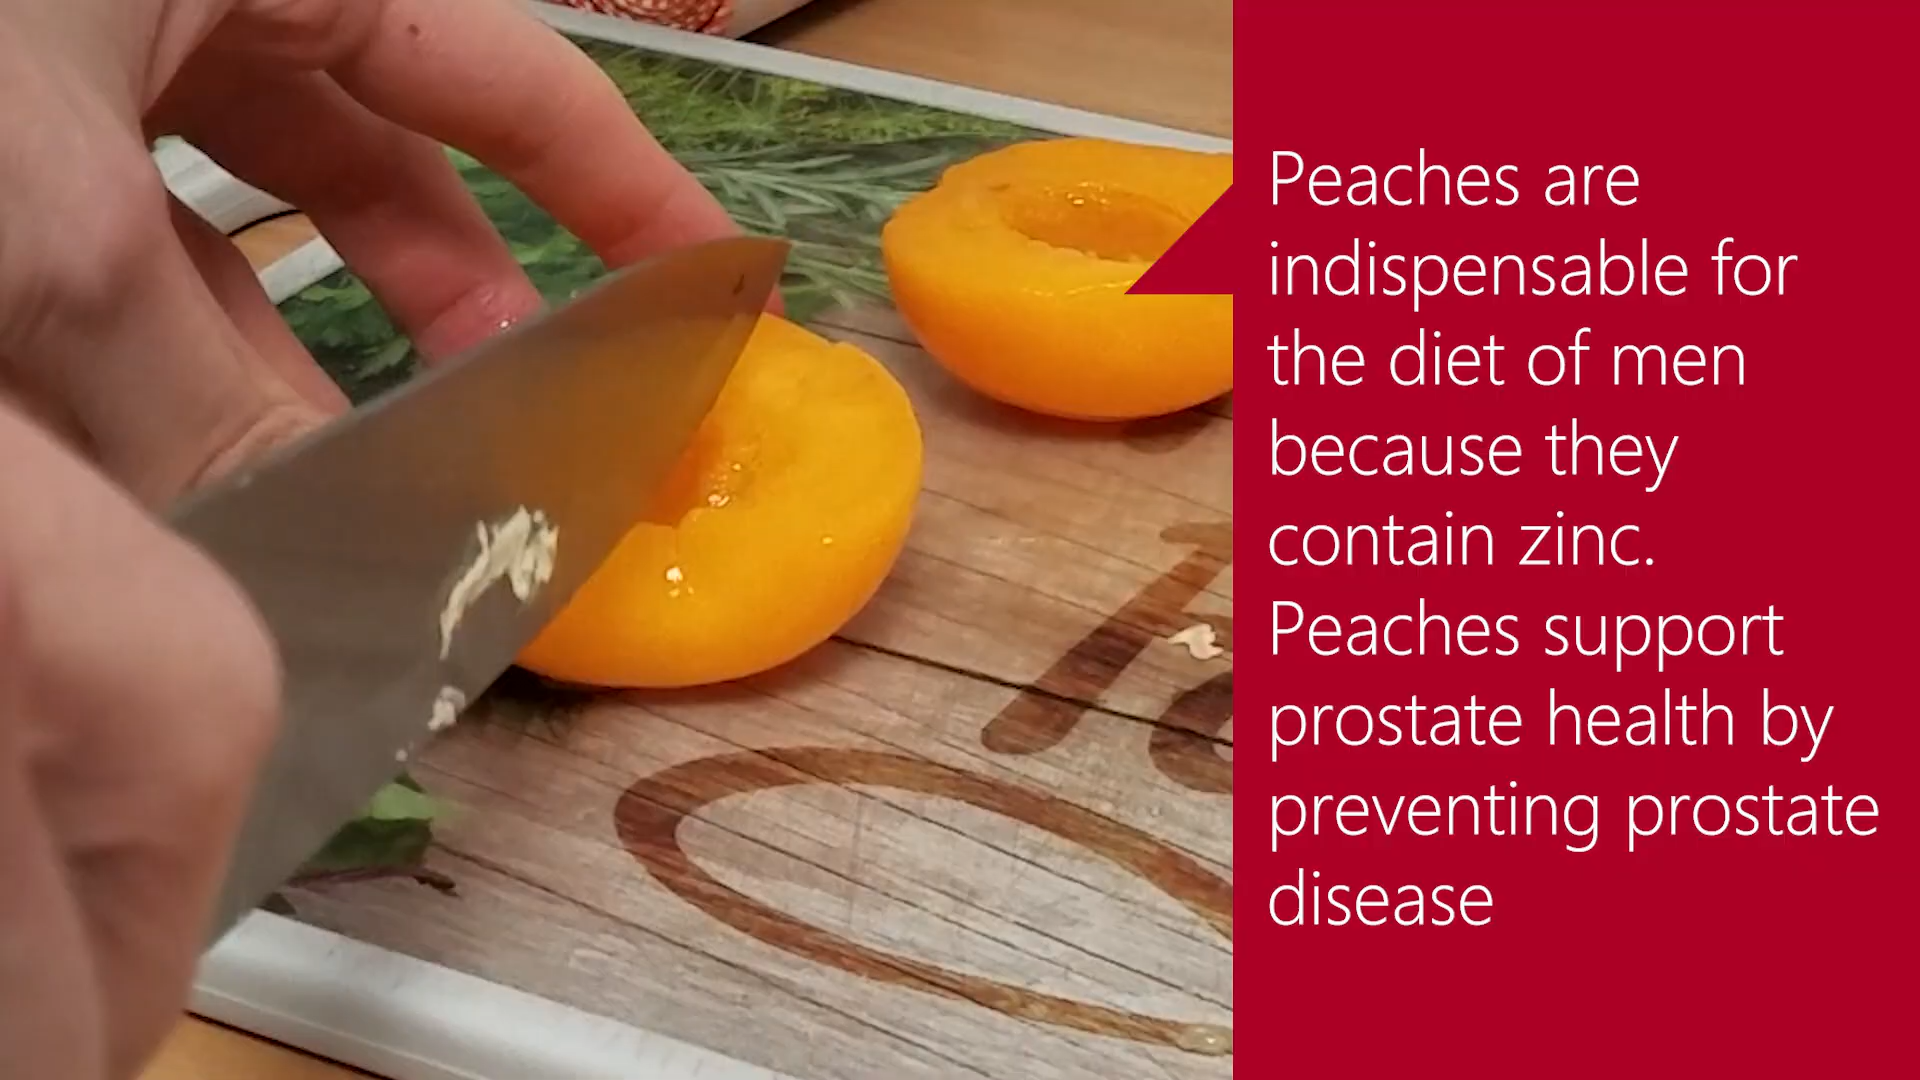 Peaches are
indispensable for
the diet of men
because they
contain zinc.
Peaches support
prostate health by
preventing prostate
disease